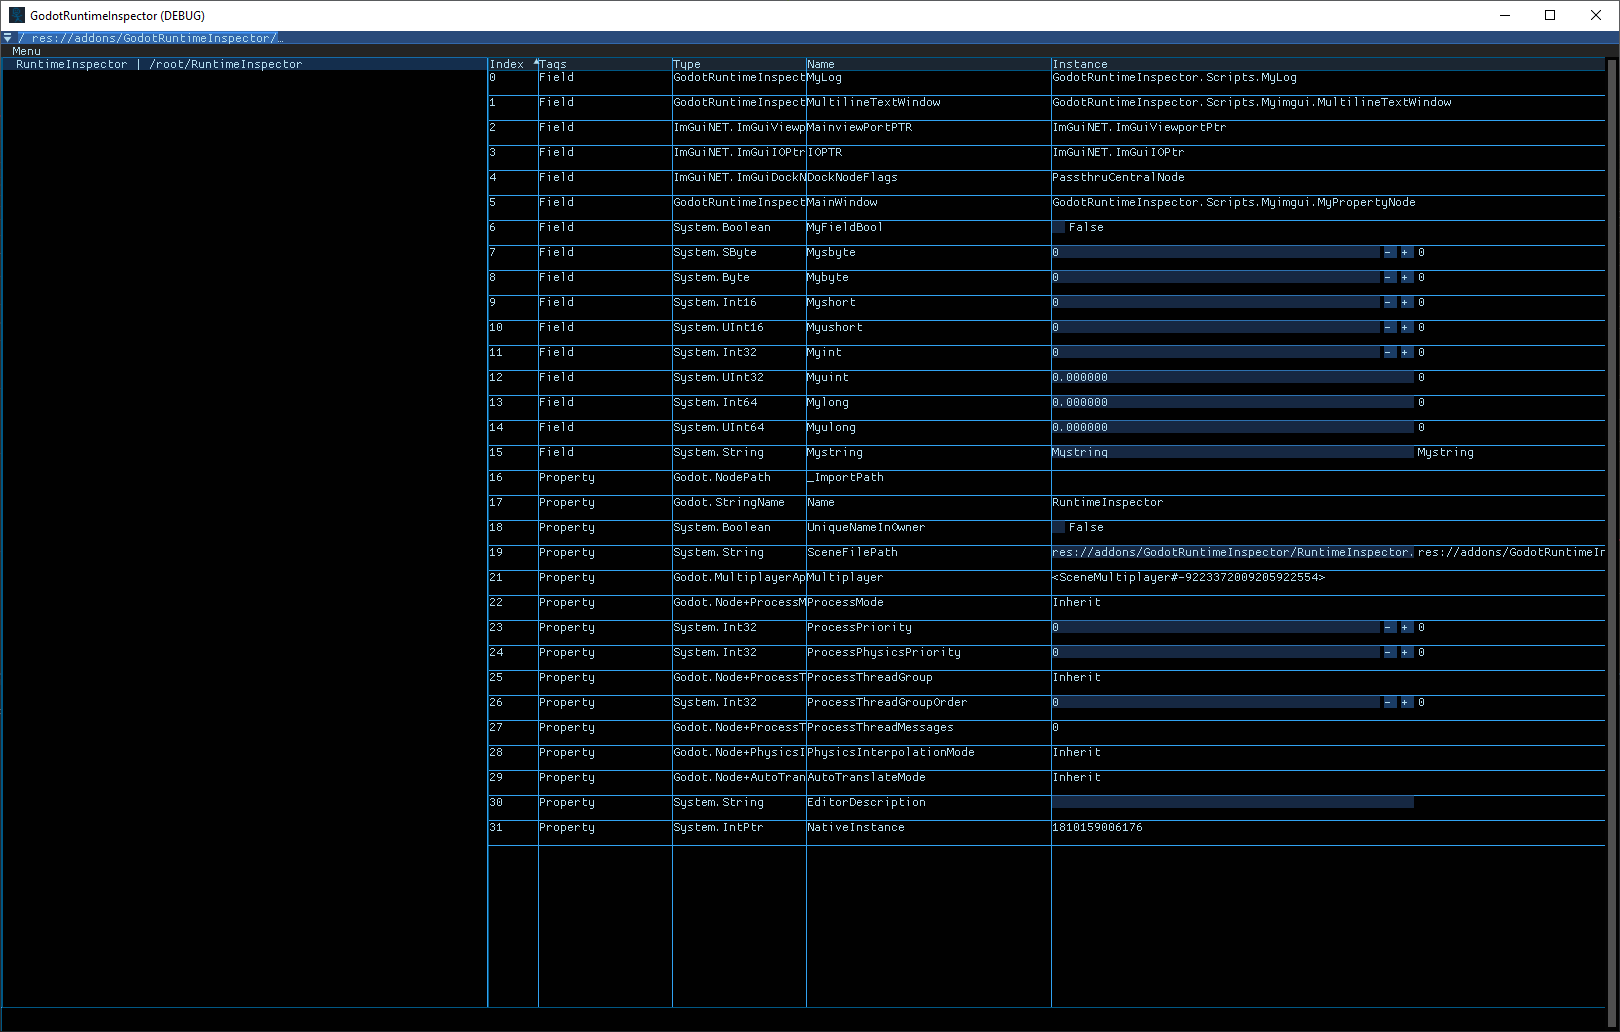 GodotRuntimeInspector (DEBUG)
/ res://addons/GodotRuntimeInspector/…
Menu
RuntimeInspector | /root/RuntimeInspector
Index Tags Type Name Instance
0 Field GodotRuntimeInspect MyLog GodotRuntimeInspector.Scripts.MyLog
1 Field GodotRuntimeInspect MultilineTextWindow GodotRuntimeInspector.Scripts.Myimgui.MultilineTextWindow
2 Field ImGuiNET.ImGuiViewp MainviewPortPTR ImGuiNET.ImGuiViewportPtr
3 Field ImGuiNET.ImGuiIOPtr IOPTR ImGuiNET.ImGuiIOPtr
4 Field ImGuiNET.ImGuiDockN DockNodeFlags PassthruCentralNode
5 Field GodotRuntimeInspect MainWindow GodotRuntimeInspector.Scripts.Myimgui.MyPropertyNode
6 Field System.Boolean MyFieldBool False
7 Field System.SByte Mysbyte 0 - + 0
8 Field System.Byte Mybyte 0 - + 0
9 Field System.Int16 Myshort 0 - + 0
10 Field System.UInt16 Myushort 0 - + 0
11 Field System.Int32 Myint 0 - + 0
12 Field System.UInt32 Myuint 0.000000 0
13 Field System.Int64 Mylong 0.000000 0
14 Field System.UInt64 Myulong 0.000000 0
15 Field System.String Mystring Mystring Mystring
16 Property Godot.NodePath _ImportPath
17 Property Godot.StringName Name RuntimeInspector
18 Property System.Boolean UniqueNameInOwner False
19 Property System.String SceneFilePath res://addons/GodotRuntimeInspector/RuntimeInspector. res://addons/GodotRuntimeIn
21 Property Godot.MultiplayerAp Multiplayer <SceneMultiplayer#-9223372009205922554>
22 Property Godot.Node+ProcessM ProcessMode Inherit
23 Property System.Int32 ProcessPriority 0 - + 0
24 Property System.Int32 ProcessPhysicsPriority 0 - + 0
25 Property Godot.Node+ProcessT ProcessThreadGroup Inherit
26 Property System.Int32 ProcessThreadGroupOrder 0 - + 0
27 Property Godot.Node+ProcessT ProcessThreadMessages 0
28 Property Godot.Node+PhysicsI PhysicsInterpolationMode Inherit
29 Property Godot.Node+AutoTran AutoTranslateMode Inherit
30 Property System.String EditorDescription
31 Property System.IntPtr NativeInstance 1810159006176